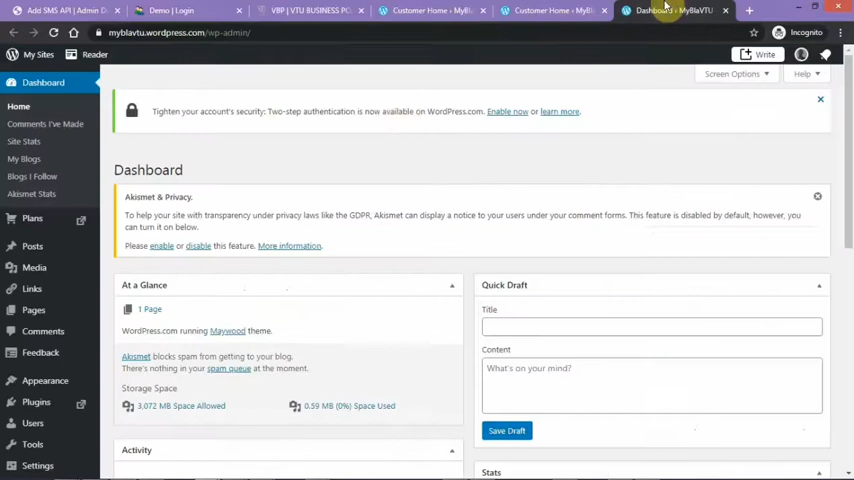 Add SMS API | Admin D
Demo | Login
VBP | VTU BUSINESS PO
Customer Home ‹ MyBla
Customer Home ‹ MyBla
Dashboard ‹ MyBlaVTU
myblavtu.wordpress.com/wp-admin/
Incognito
My Sites
Reader
Write
Screen Options
Help
Dashboard
Home
Comments I've Made
Site Stats
My Blogs
Blogs I Follow
Akismet Stats
Plans
Posts
Media
Links
Pages
Comments
Feedback
Appearance
Plugins
Users
Tools
Settings
Tighten your account's security: Two-step authentication is now available on WordPress.com. Enable now or learn more.
Dashboard
Akismet & Privacy.
To help your site with transparency under privacy laws like the GDPR, Akismet can display a notice to your users under your comment forms. This feature is disabled by default, however, you
can turn it on below.
Please enable or disable this feature. More information.
At a Glance
1 Page
WordPress.com running Maywood theme.
Akismet blocks spam from getting to your blog.
There's nothing in your spam queue at the moment.
Storage Space
3,072 MB Space Allowed
0.59 MB (0%) Space Used
Activity
Quick Draft
Title
Content
What's on your mind?
Save Draft
Stats